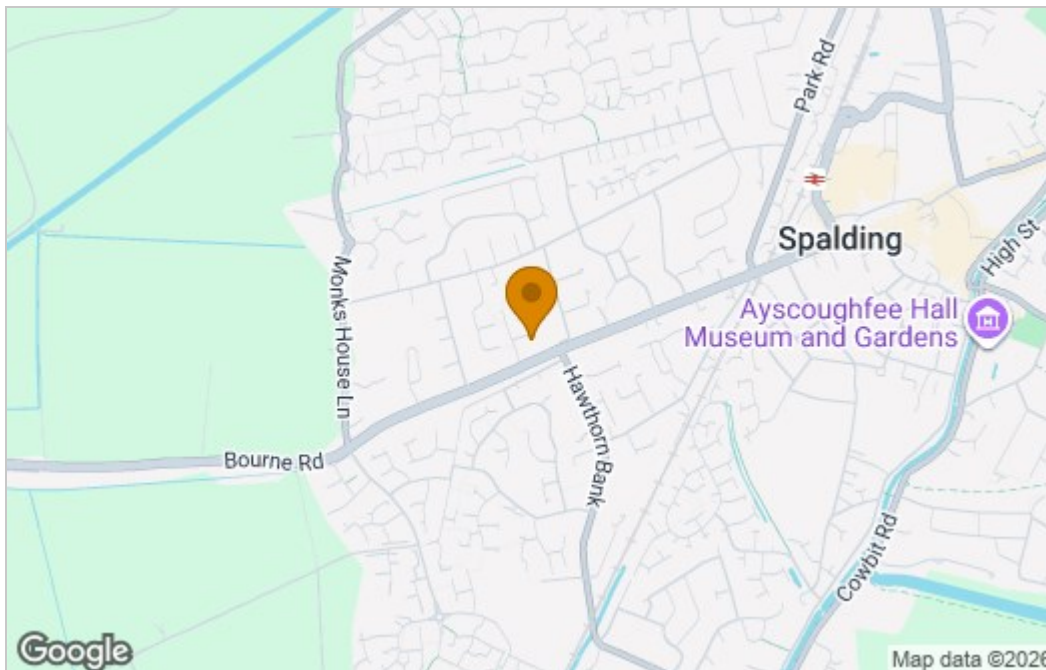 Park Rd
Spalding
High St
Monks House Ln
Ayscoughfee Hall
Museum and Gardens
Hawthorn Bank
Bourne Rd
Cowbit Rd
Google
Map data ©2026